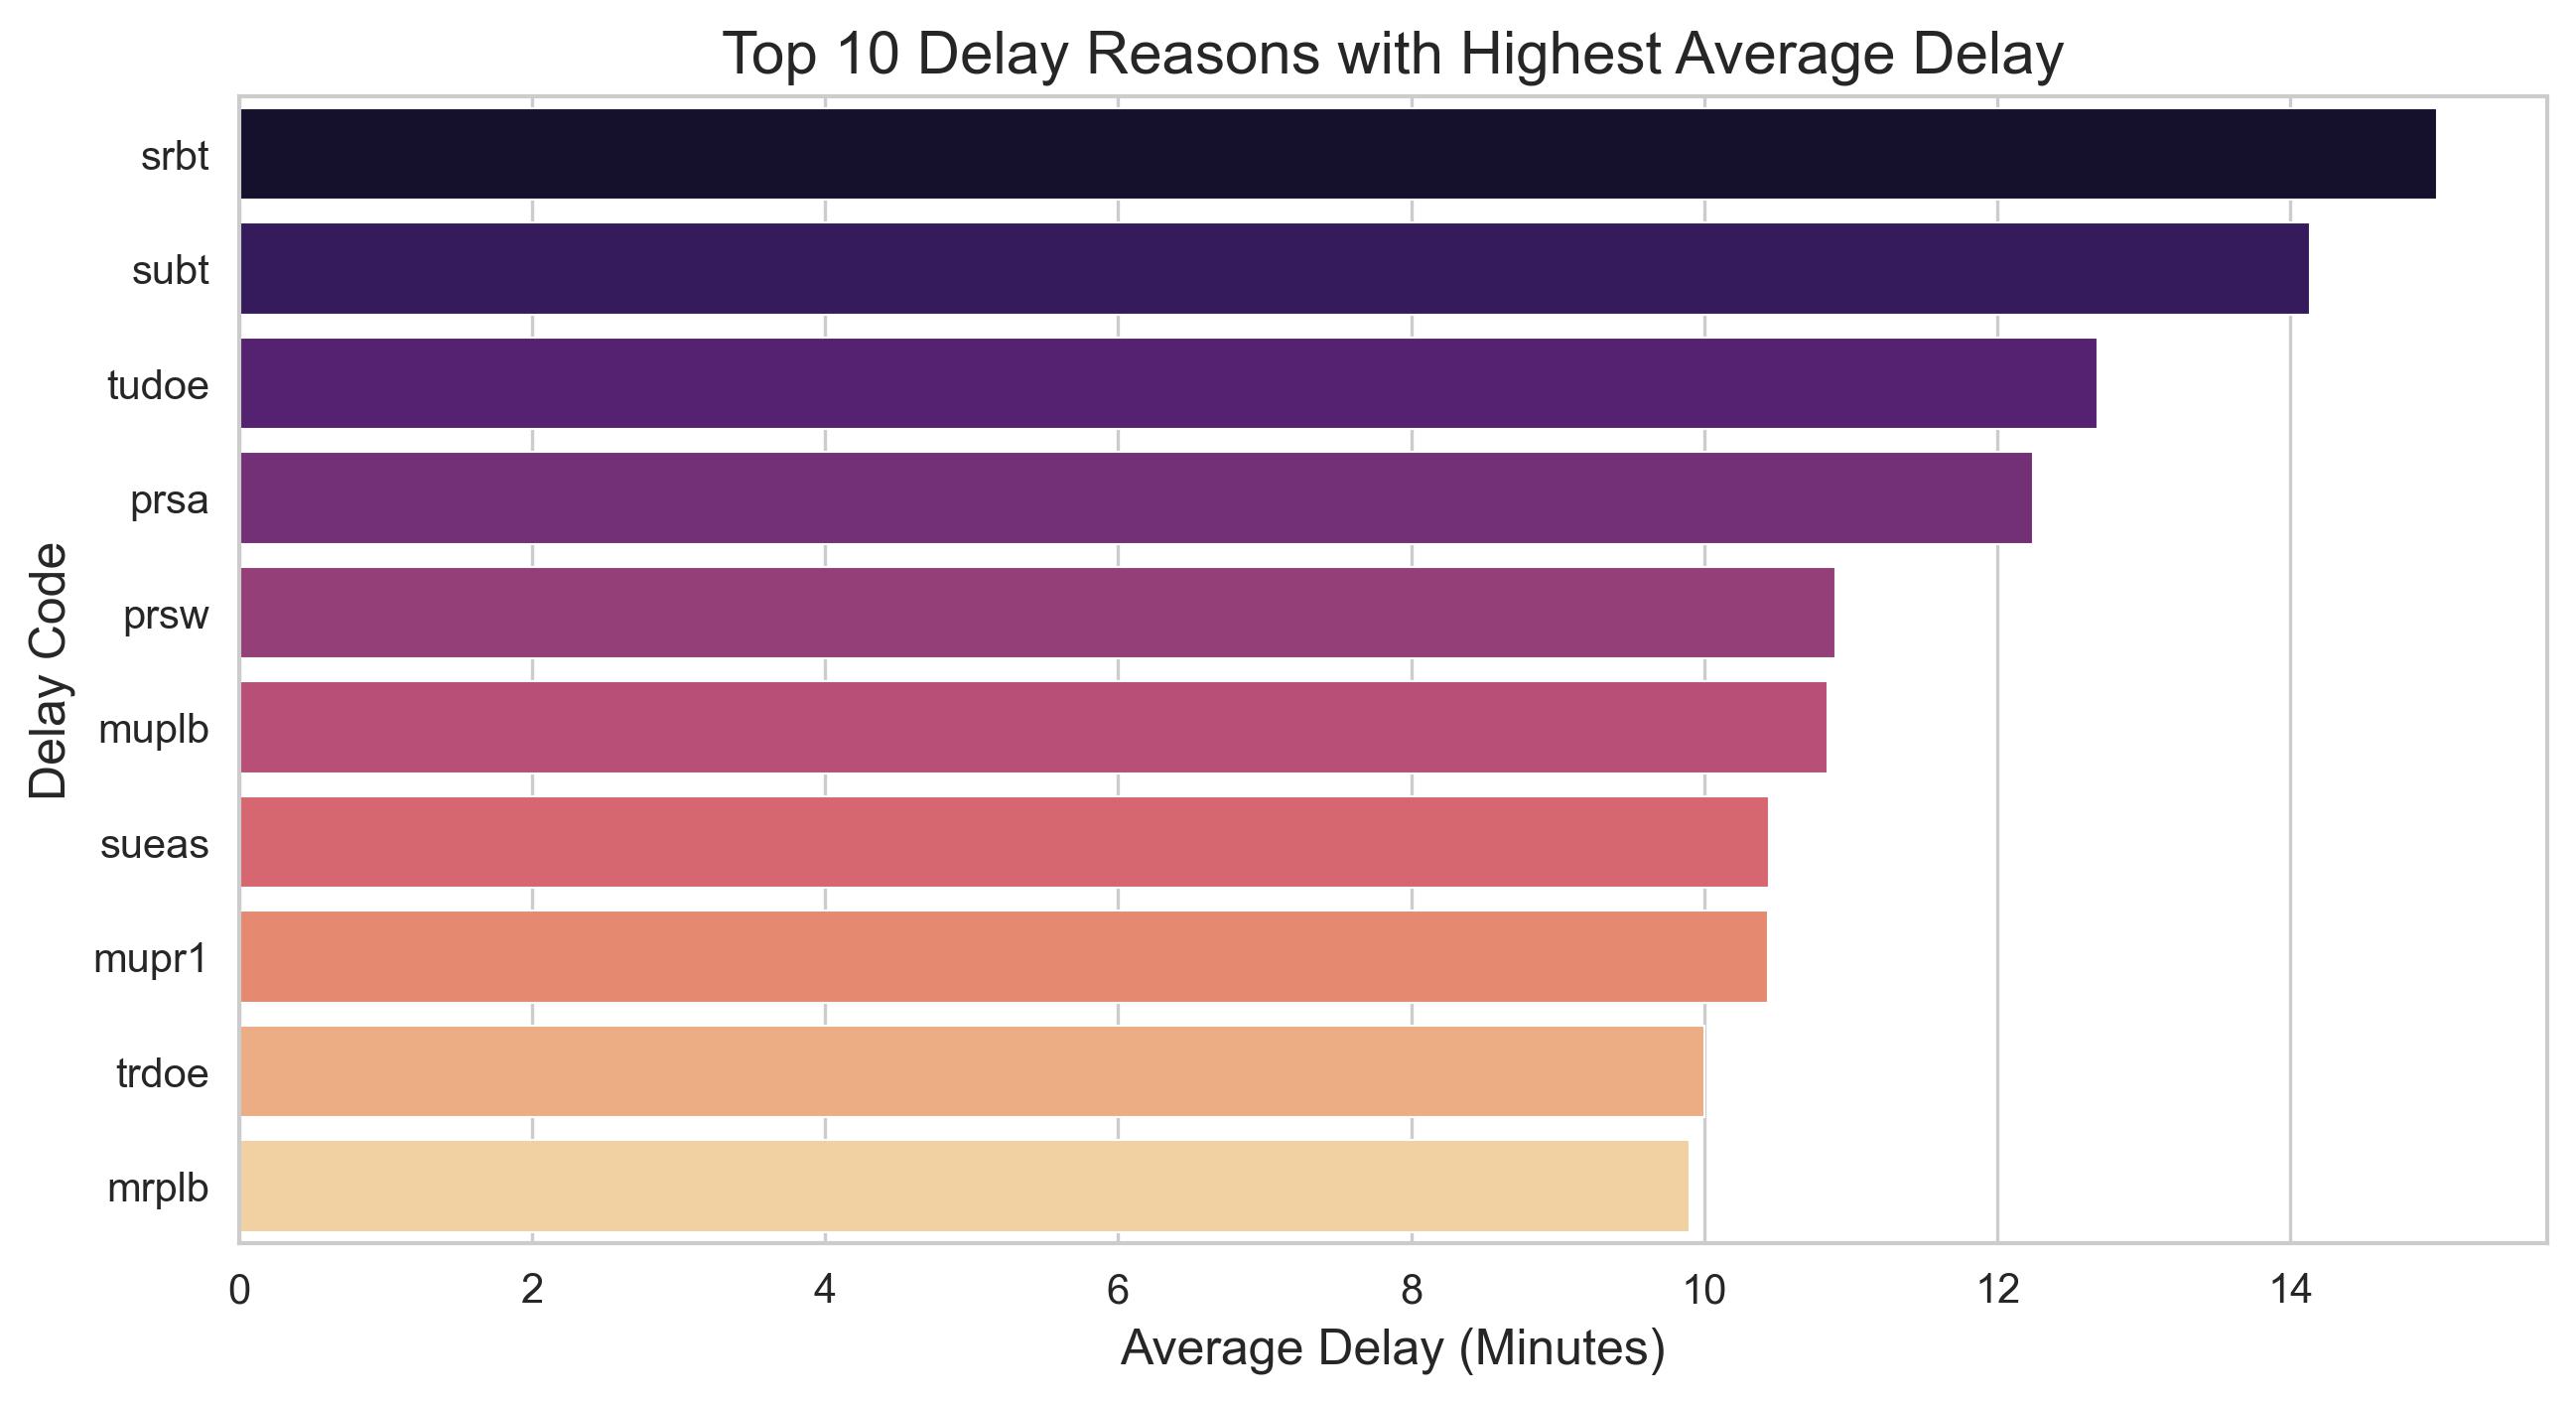 Top 10 Delay Reasons with Highest Average Delay
Delay Code
srbt
subt
tudoe
prsa
prsw
muplb
sueas
mupr1
trdoe
mrplb
0 2 4 6 8 10 12 14
Average Delay (Minutes)